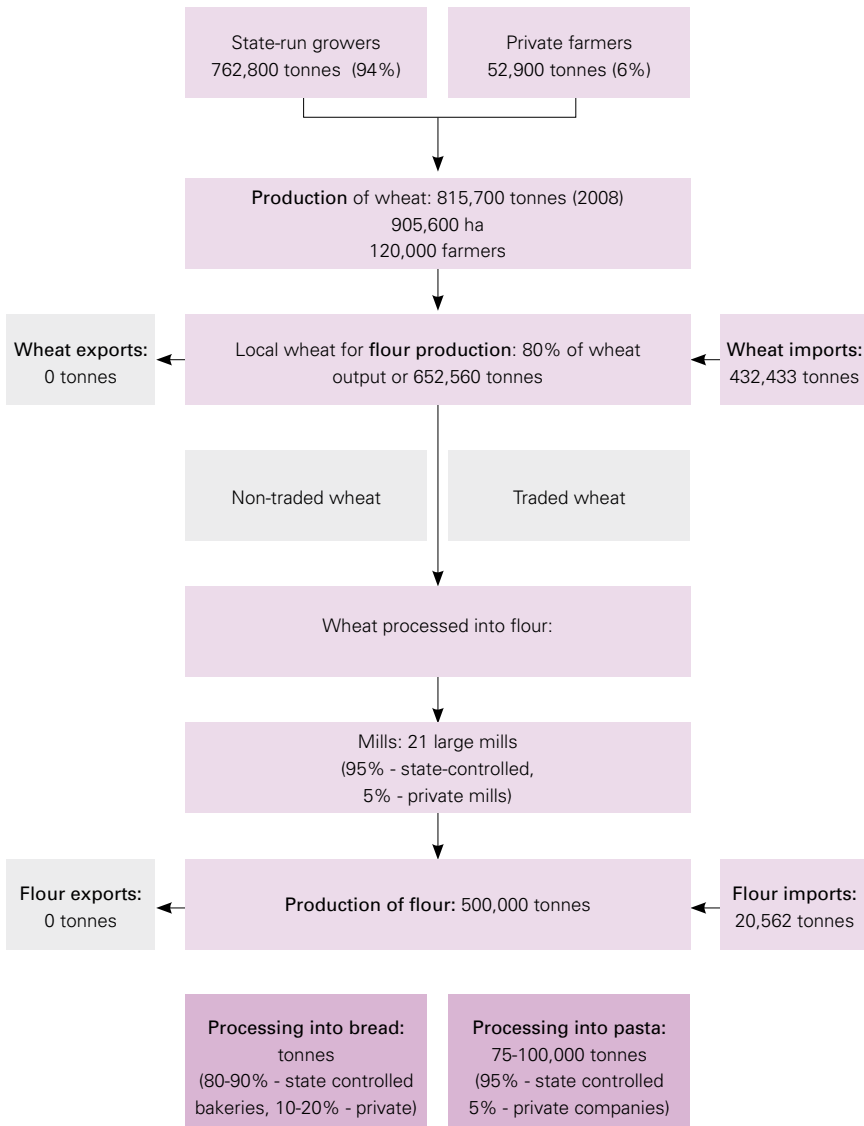 State-run growers
762,800 tonnes (94%)
Private farmers
52,900 tonnes (6%)
Production of wheat: 815,700 tonnes (2008)
905,600 ha
120,000 farmers
Wheat exports:
0 tonnes
Local wheat for flour production: 80% of wheat
output or 652,560 tonnes
Wheat imports:
432,433 tonnes
Non-traded wheat
Traded wheat
Wheat processed into flour:
Mills: 21 large mills
(95% - state-controlled,
5% - private mills)
Flour exports:
0 tonnes
Production of flour: 500,000 tonnes
Flour imports:
20,562 tonnes
Processing into bread:
tonnes
(80-90% - state controlled
bakeries, 10-20% - private)
Processing into pasta:
75-100,000 tonnes
(95% - state controlled
5% - private companies)